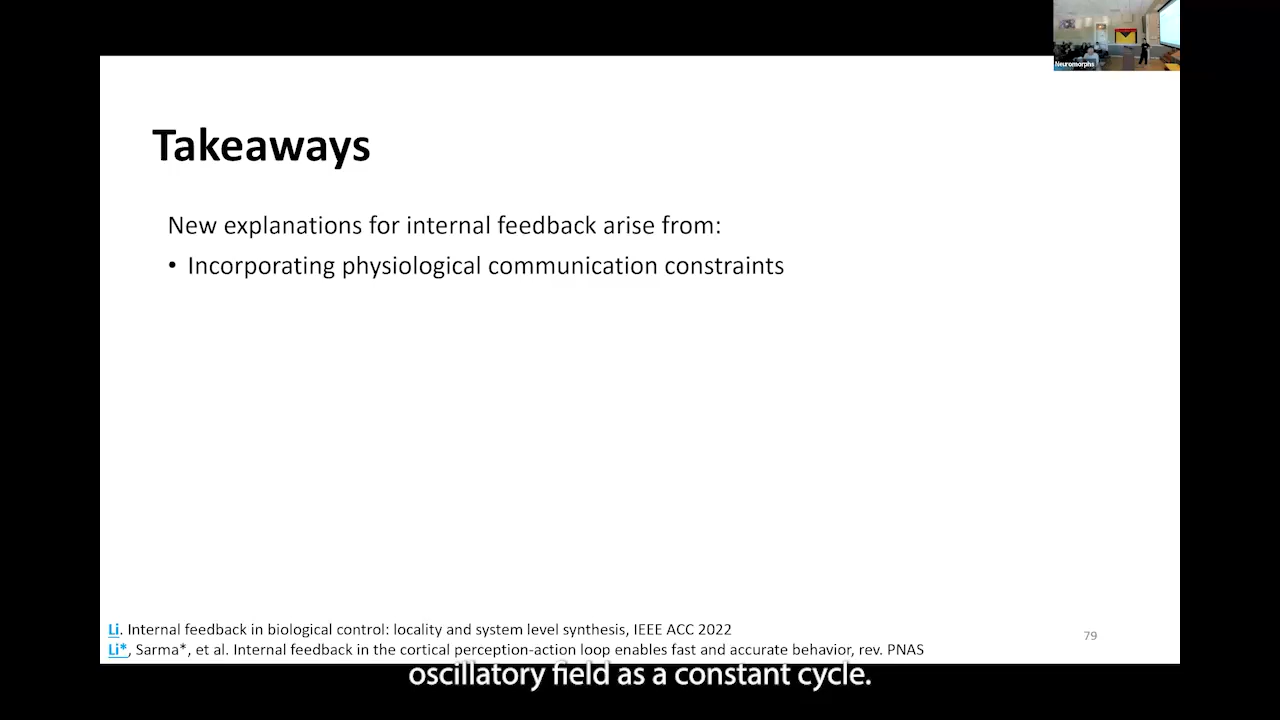 Neuromorphs
Takeaways
New explanations for internal feedback arise from:
• Incorporating physiological communication constraints
Li. Internal feedback in biological control: locality and system level synthesis, IEEE ACC 2022
79
Li*, Sarma*, et al. Internal feedback in the cortical perception-action loop enables fast and accurate behavior, rev. PNAS
oscillatory field as a constant cycle.